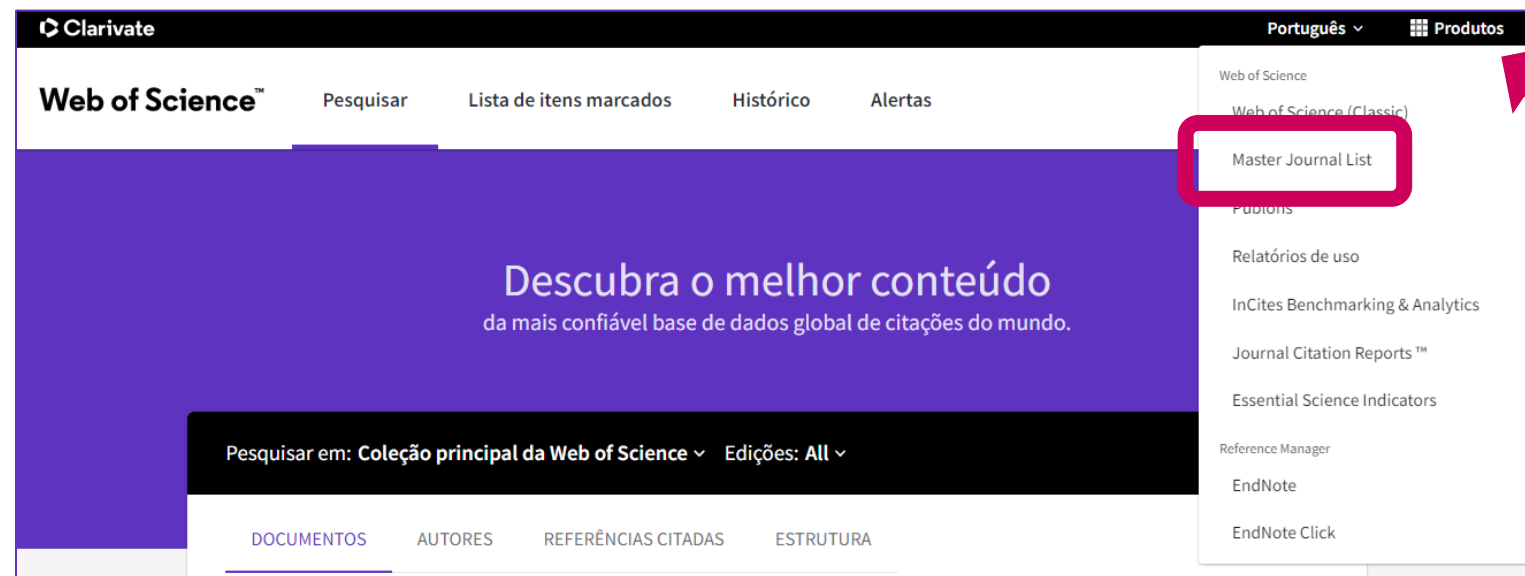 Clarivate
Português
Produtos
Web of Science™
Pesquisar
Lista de itens marcados
Histórico
Alertas
Web of Science
Web of Science (Classic)
Master Journal List
Publons
Relatórios de uso
InCites Benchmarking & Analytics
Journal Citation Reports ™
Essential Science Indicators
Reference Manager
EndNote
EndNote Click
Descubra o melhor conteúdo
da mais confiável base de dados global de citações do mundo.
Pesquisar em: Coleção principal da Web of Science
Edições: All
DOCUMENTOS
AUTORES
REFERÊNCIAS CITADAS
ESTRUTURA